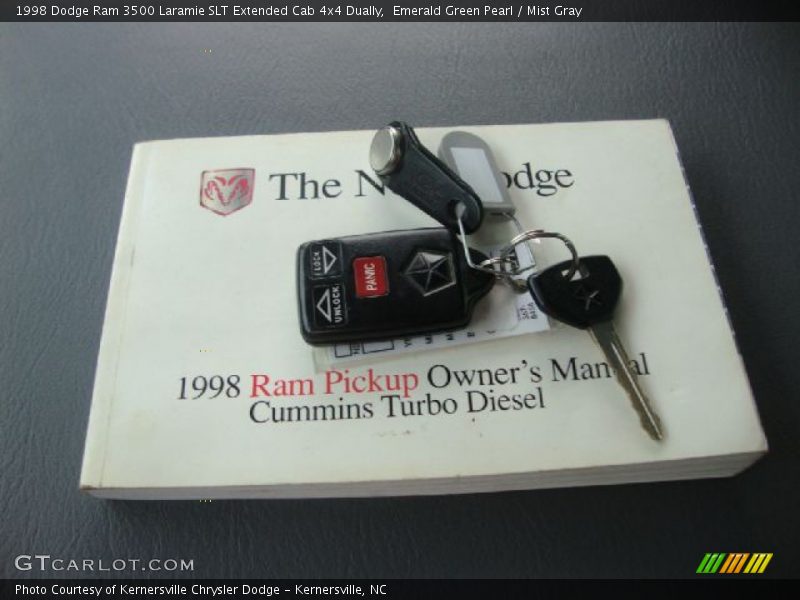 1998 Dodge Ram 3500 Laramie SLT Extended Cab 4x4 Dually,  Emerald Green Pearl / Mist Gray
The N odge
LOCK
PANIC
UNLOCK
1998 Ram Pickup Owner's Manual
Cummins Turbo Diesel
GTCARLOT.COM
Photo Courtesy of Kernersville Chrysler Dodge - Kernersville, NC